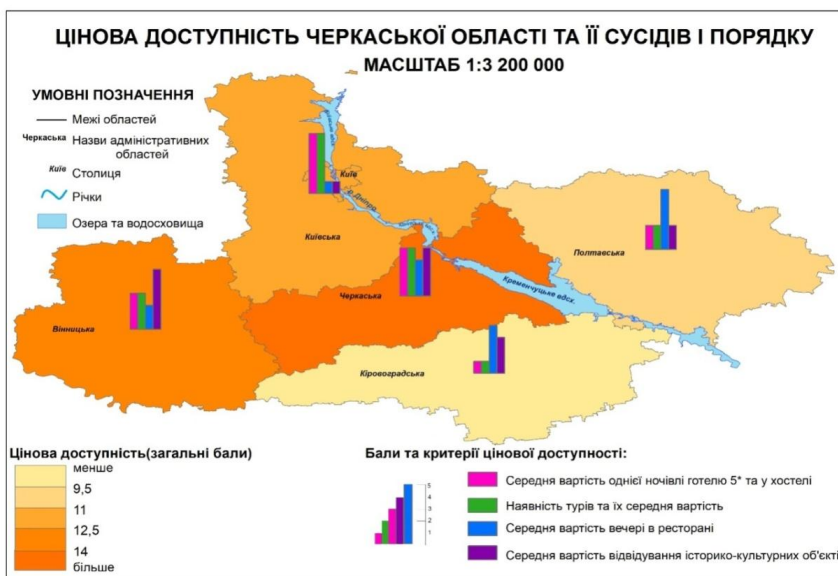 ЦІНОВА ДОСТУПНІСТЬ ЧЕРКАСЬКОЇ ОБЛАСТІ ТА ЇЇ СУСІДІВ І ПОРЯДКУ
МАСШТАБ 1:3 200 000
УМОВНІ ПОЗНАЧЕННЯ
Межі областей
Черкаська Назви адміністративних
областей
Київ Столиця
Річки
Озера та водосховища
Київ
р. Дніпро
Київська
Полтавська
Черкаська
Кременчуцьке вдсх.
Вінницька
Кіровоградська
Цінова доступність(загальні бали)
менше
9,5
11
12,5
14
більше
Бали та критерії цінової доступності:
5
4
3
2
1
Середня вартість однієї ночівлі готелю 5* та у хостелі
Наявність турів та їх середня вартість
Середня вартість вечері в ресторані
Середня вартість відвідування історико-культурних об'єкті